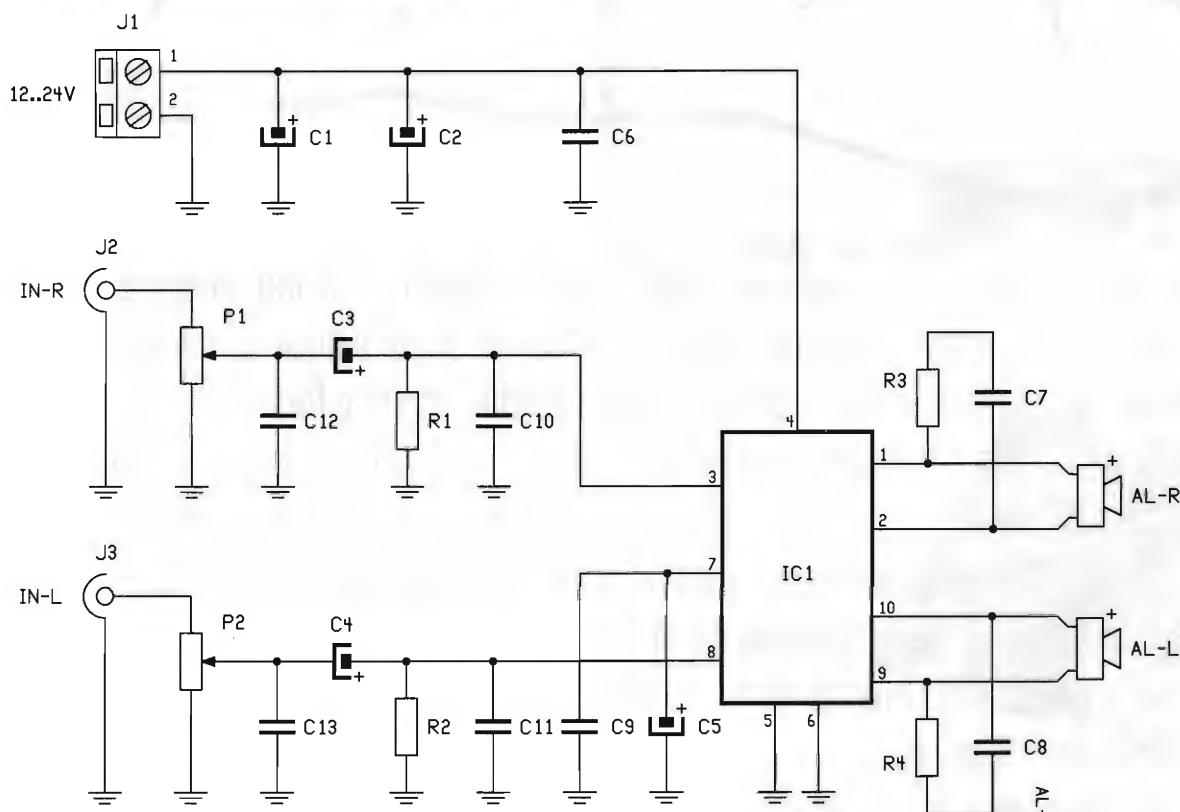 J1
1
12..24V
2
+
C1
+
C2
C6
J2
IN-R
P1
C3
+
C12
R1
C10
4
R3
C7
3
1
+
AL-R
2
J3
IN-L
7
IC1
P2
C4
10
+
AL-L
+
8
9
C13
R2
C11
C9
+
C5
5
6
R4
C8
AL-